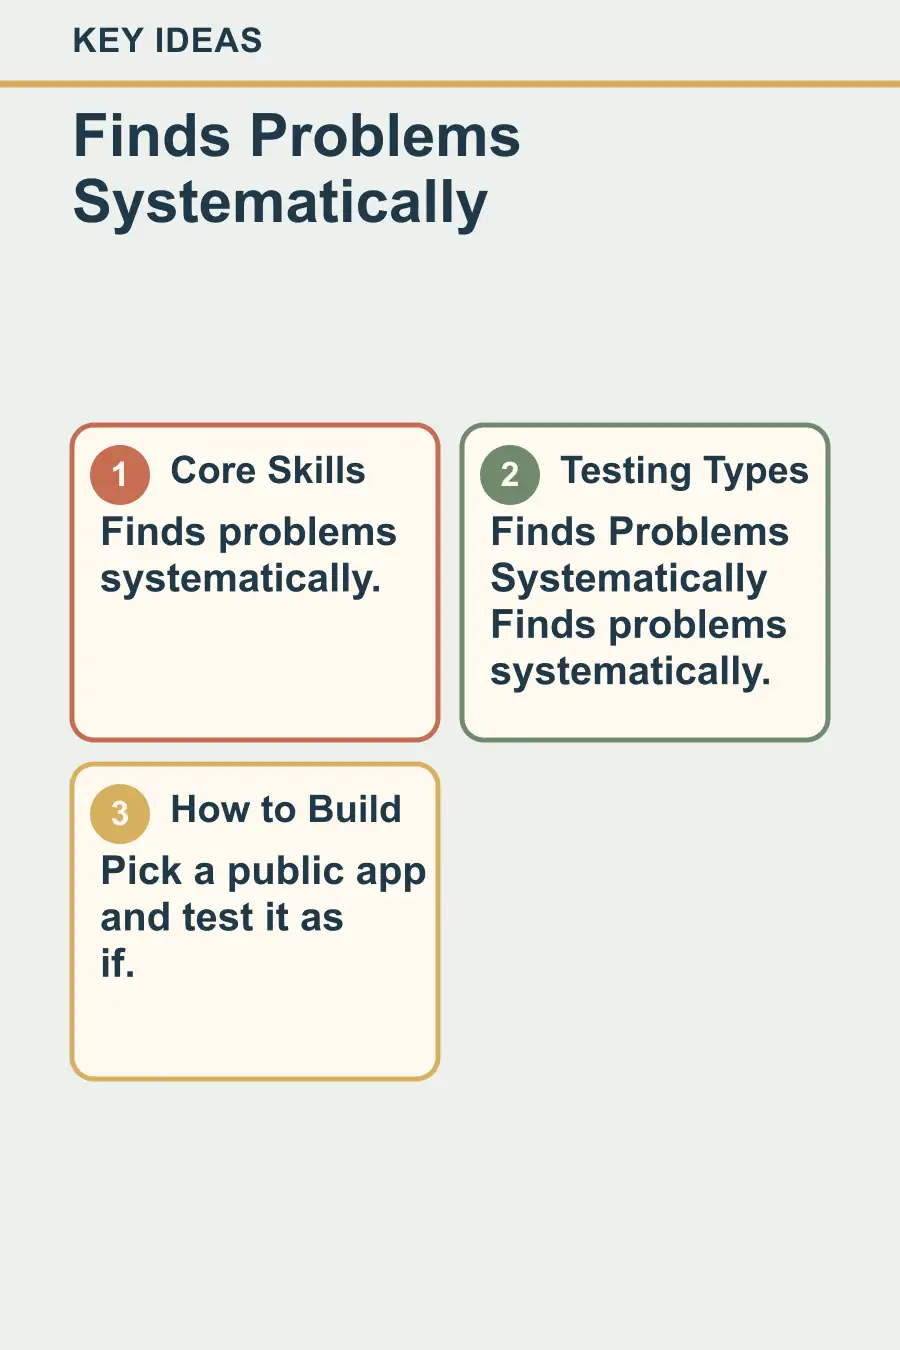 KEY IDEAS
Finds Problems
Systematically
1 Core Skills
Finds problems
systematically.
2 Testing Types
Finds Problems
Systematically
Finds problems
systematically.
3 How to Build
Pick a public app
and test it as
if.